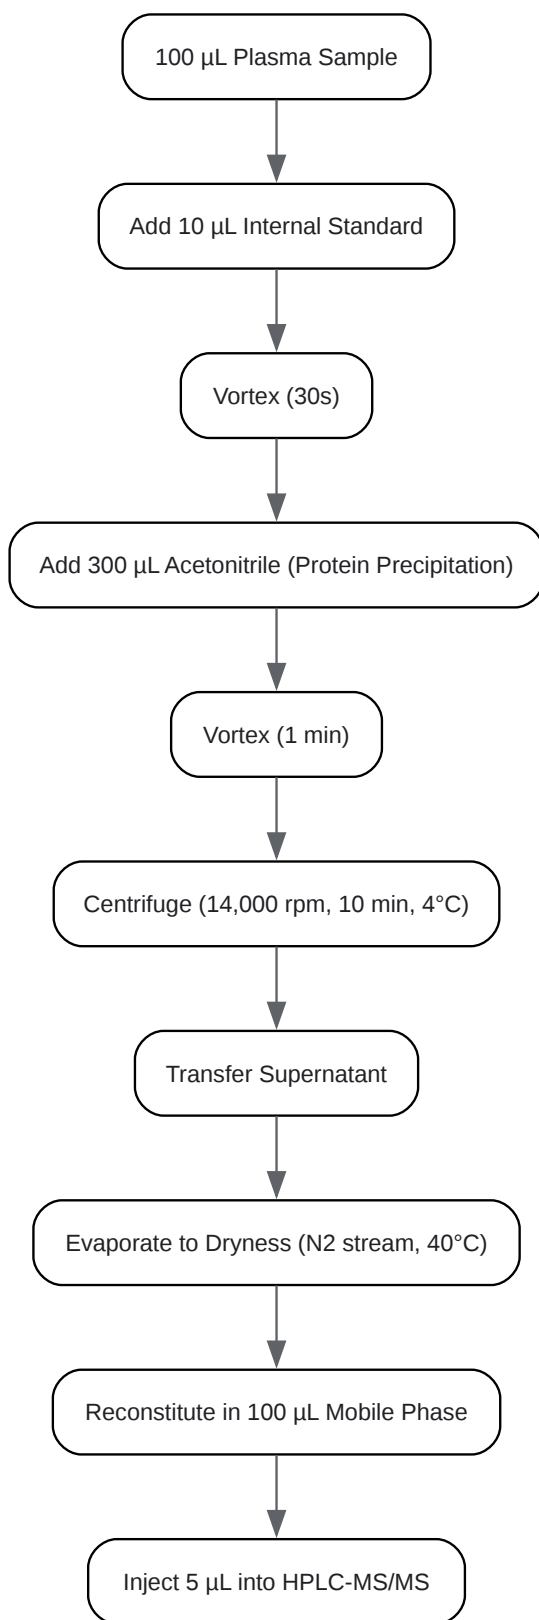 100 µL Plasma Sample
Add 10 µL Internal Standard
Vortex (30s)
Add 300 µL Acetonitrile (Protein Precipitation)
Vortex (1 min)
Centrifuge (14,000 rpm, 10 min, 4°C)
Transfer Supernatant
Evaporate to Dryness (N2 stream, 40°C)
Reconstitute in 100 µL Mobile Phase
Inject 5 µL into HPLC-MS/MS